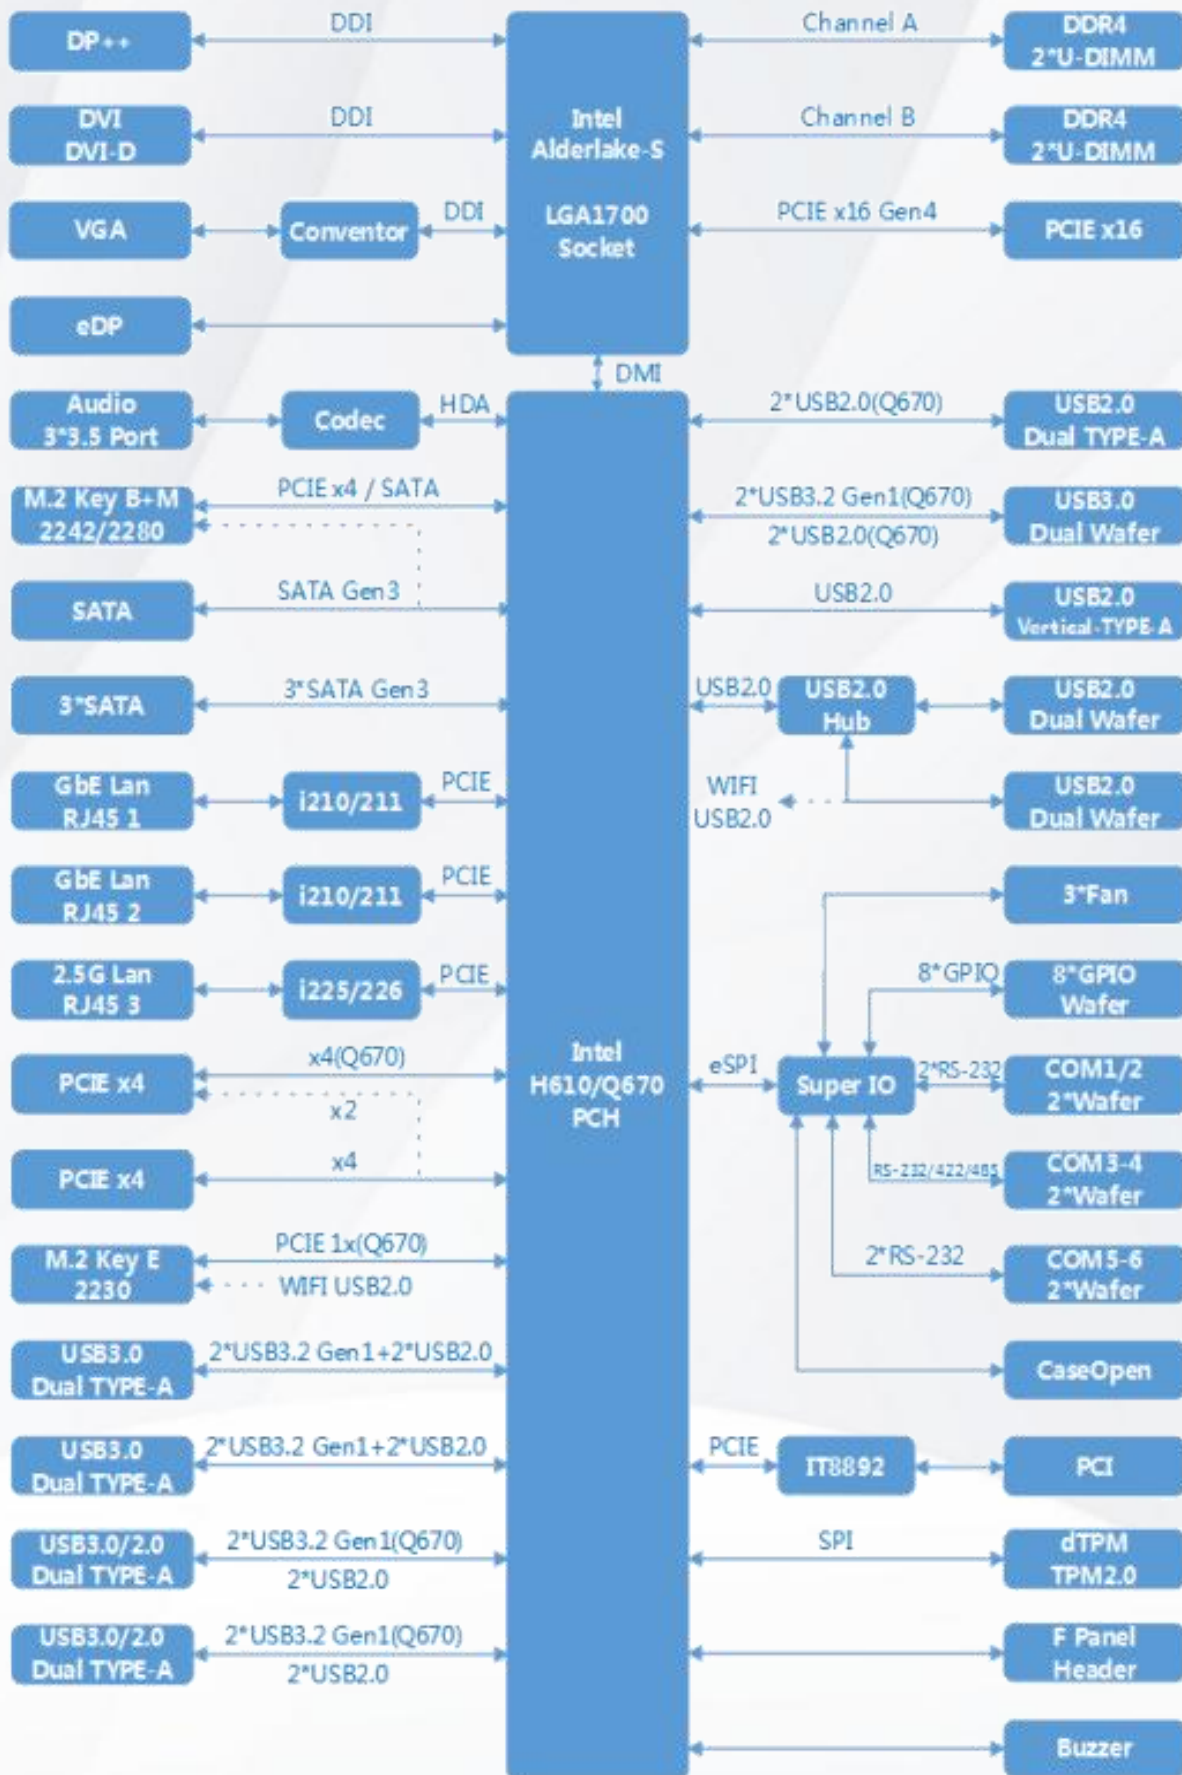 DP++
DDI
Intel
Alderlake-S
LGA1700
Socket
Channel A
DDR4
2*U-DIMM
DVI
DVI-D
DDI
Channel B
DDR4
2*U-DIMM
VGA
Conventor
DDI
PCIE x16 Gen4
PCIE x16
eDP
DMI
Audio
3*3.5 Port
Codec
HDA
2*USB2.0(Q670)
USB2.0
Dual TYPE-A
M.2 Key B+M
2242/2280
PCIE x4 / SATA
2*USB3.2 Gen1(Q670)
2*USB2.0(Q670)
USB3.0
Dual Wafer
SATA
SATA Gen3
USB2.0
USB2.0
Vertical-TYPE-A
3*SATA
3*SATA Gen3
USB2.0
USB2.0
Hub
USB2.0
Dual Wafer
GbE Lan
RJ45 1
i210/211
PCIE
WIFI
USB2.0
USB2.0
Dual Wafer
GbE Lan
RJ45 2
i210/211
PCIE
3*Fan
2.5G Lan
RJ45 3
i225/226
PCIE
8*GPIO
8*GPIO
Wafer
PCIE x4
x4(Q670)
x2
Intel
H610/Q670
PCH
eSPI
Super IO
2*RS-232
COM1/2
2*Wafer
PCIE x4
x4
RS-232/422/485
COM3-4
2*Wafer
M.2 Key E
2230
PCIE 1x(Q670)
WIFI USB2.0
2*RS-232
COM5-6
2*Wafer
USB3.0
Dual TYPE-A
2*USB3.2 Gen1+2*USB2.0
CaseOpen
USB3.0
Dual TYPE-A
2*USB3.2 Gen1+2*USB2.0
PCIE
IT8892
PCI
USB3.0/2.0
Dual TYPE-A
2*USB3.2 Gen1(Q670)
2*USB2.0
SPI
dTPM
TPM2.0
USB3.0/2.0
Dual TYPE-A
2*USB3.2 Gen1(Q670)
2*USB2.0
F Panel
Header
Buzzer